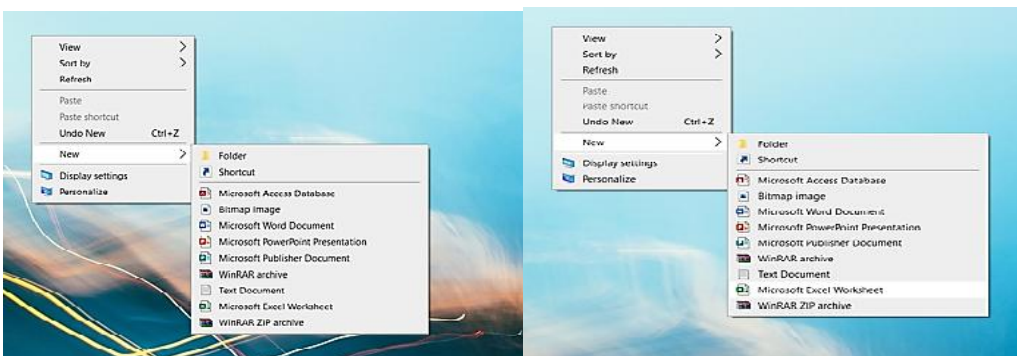 View
Sort by
Refresh
Paste
Paste shortcut
Undo New Ctrl+Z
New
Display settings
Personalize
Folder
Shortcut
Microsoft Access Database
Bitmap image
Microsoft Word Document
Microsoft PowerPoint Presentation
Microsoft Publisher Document
WinRAR archive
Text Document
Microsoft Excel Worksheet
WinRAR ZIP archive
View
Sort by
Refresh
Paste
Paste shortcut
Undo New Ctrl+Z
New
Display settings
Personalize
Folder
Shortcut
Microsoft Access Database
Bitmap image
Microsoft Word Document
Microsoft PowerPoint Presentation
Microsoft Publisher Document
WinRAR archive
Text Document
Microsoft Excel Worksheet
WinRAR ZIP archive